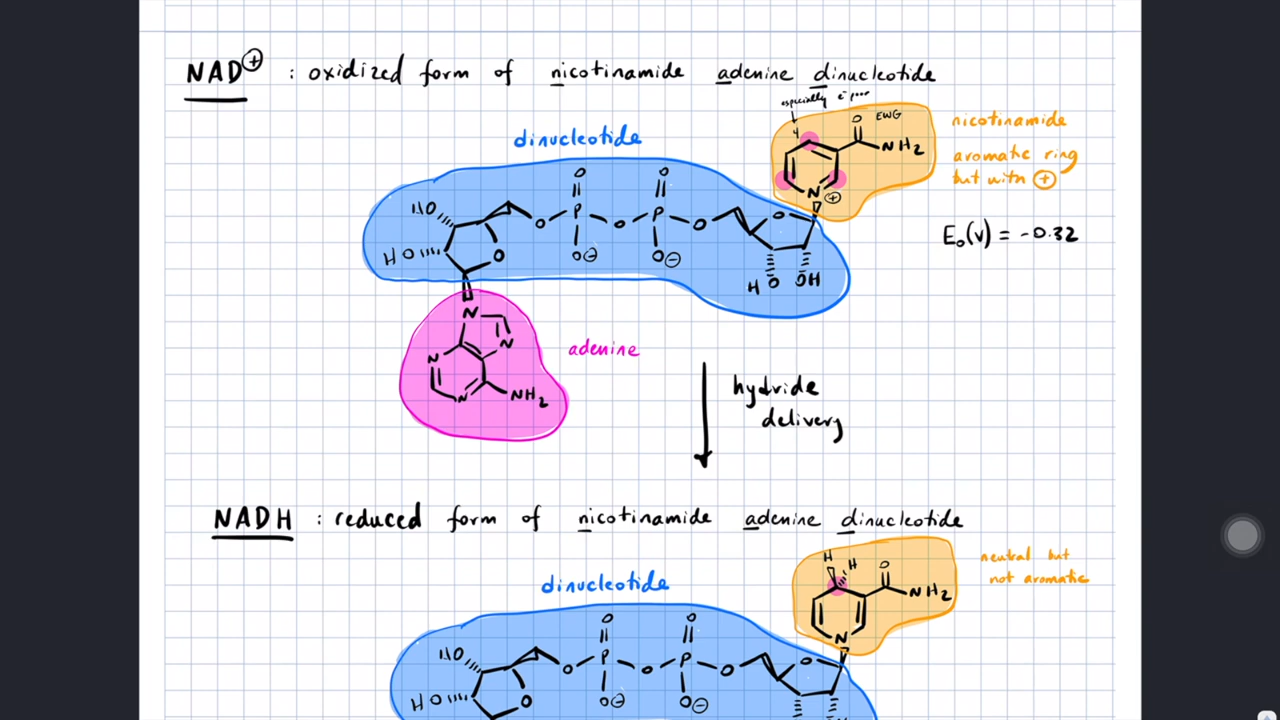 NAD⊕ : oxidized form of nicotinamide adenine dinucleotide
especially e⁻ poor
dinucleotide
4
O EWG
NH2
N ⊕
nicotinamide
aromatic ring
but with ⊕
E₀(v) = -0.32
HO O O
O P O P O O
HO O O⊖ O⊖
HO OH
N
N N
N NH2
adenine
hydride
delivery
NADH : reduced form of nicotinamide adenine dinucleotide
H H O
NH2
N
neutral but
not aromatic
dinucleotide
HO O O
O P O P O O
HO O O⊖ O⊖